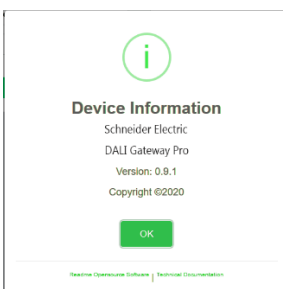 i
Device Information
Schneider Electric
DALI Gateway Pro
Version: 0.9.1
Copyright ©2020
OK
Readme Opensource Software | Technical Documentation